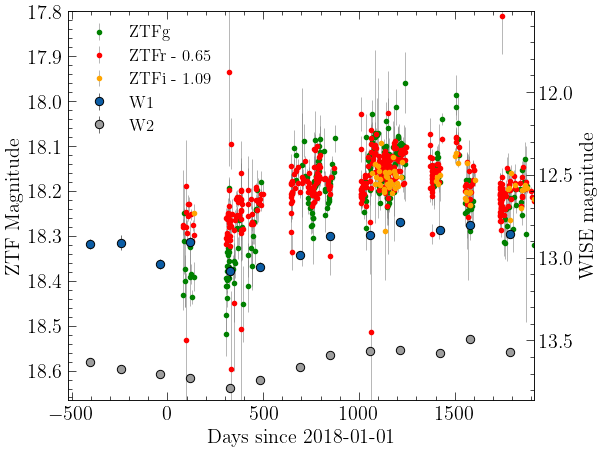 17.8
17.9
18.0
18.1
18.2
18.3
18.4
18.5
18.6
ZTF Magnitude
ZTFg
ZTFr - 0.65
ZTFi - 1.09
W1
W2
12.0
12.5
13.0
13.5
WISE magnitude
−500 0 500 1000 1500
Days since 2018-01-01